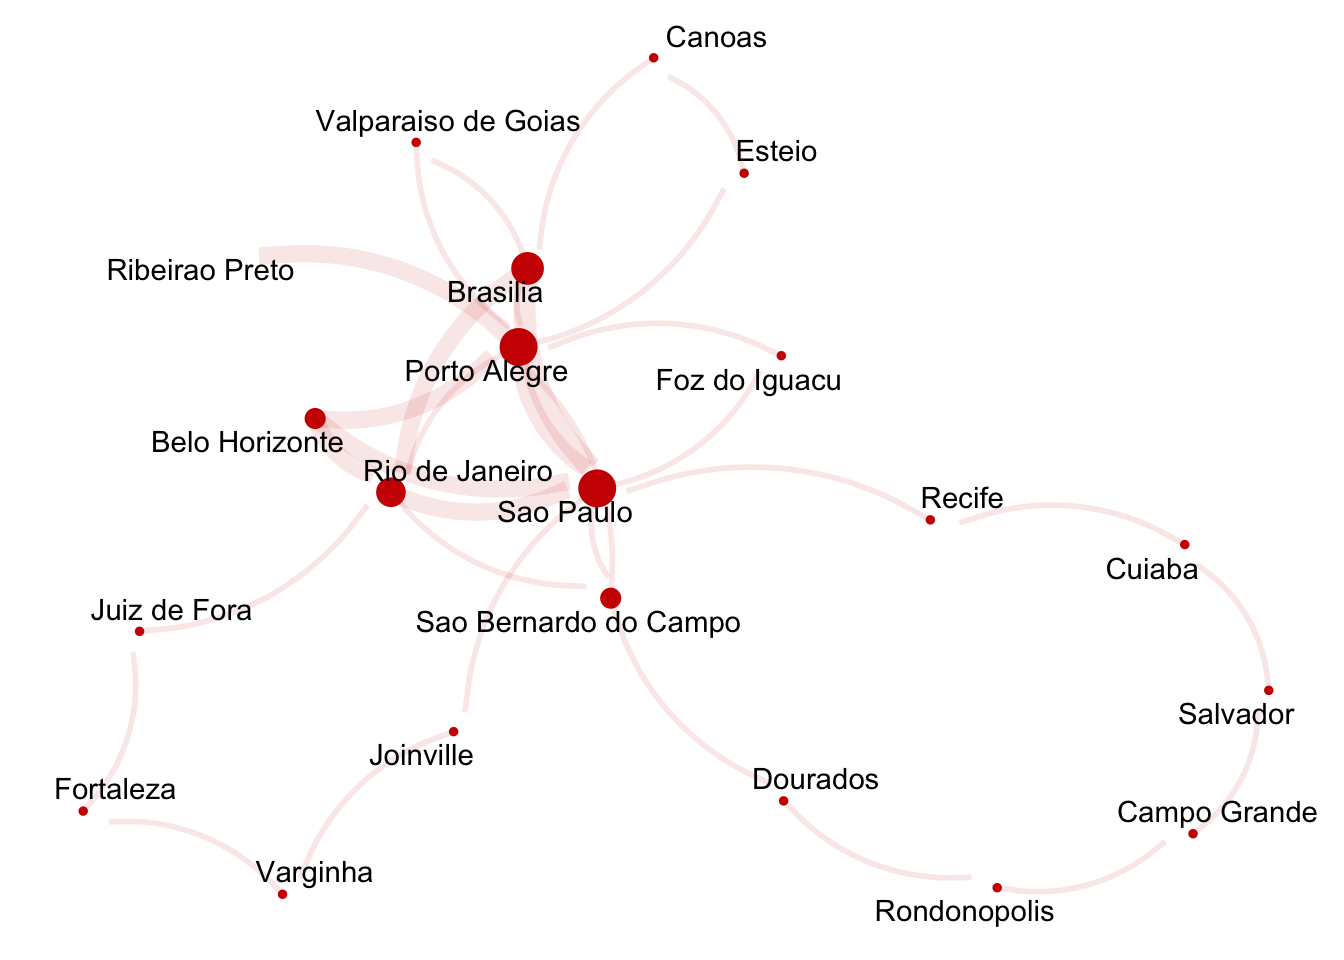 Canoas
Valparaiso de Goias
Esteio
Ribeirao Preto
Brasilia
Porto Alegre
Foz do Iguacu
Belo Horizonte
Rio de Janeiro
Recife
Sao Paulo
Cuiaba
Juiz de Fora
Sao Bernardo do Campo
Salvador
Joinville
Dourados
Fortaleza
Campo Grande
Varginha
Rondonopolis